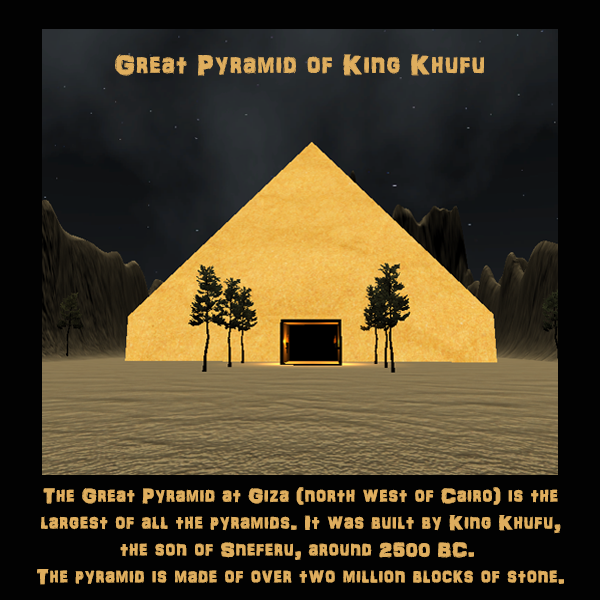 Great Pyramid of King Khufu
The Great Pyramid at Giza (north west of Cairo) is the
largest of all the pyramids. It was built by King Khufu,
the son of Sneferu, around 2500 BC.
The pyramid is made of over two million blocks of stone.